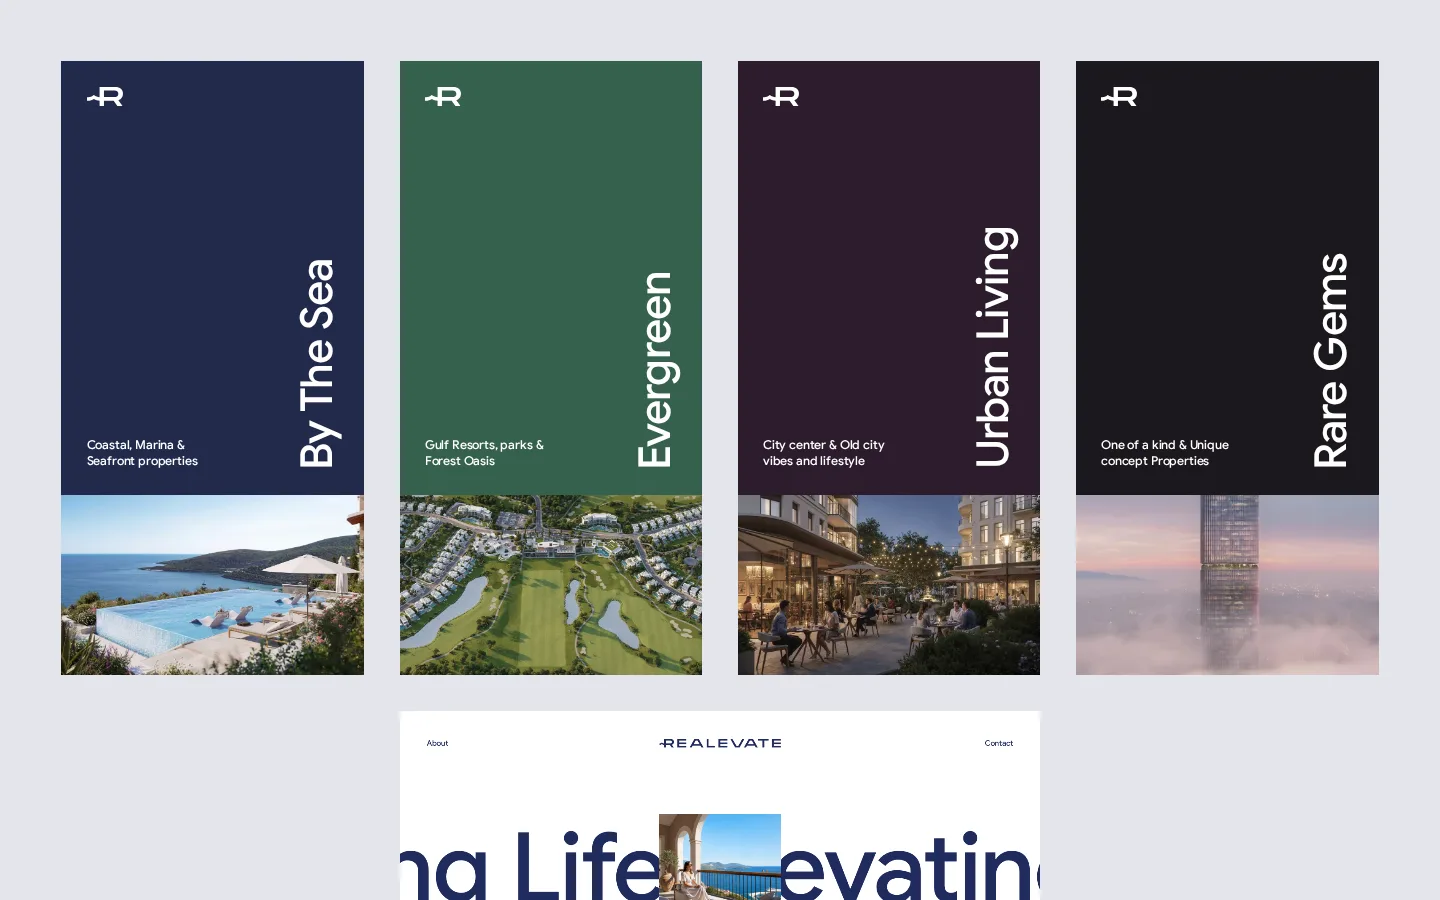 R
By The Sea
Coastal, Marina &
Seafront properties
R
Evergreen
Gulf Resorts, parks &
Forest Oasis
R
Urban Living
City center & Old city
vibes and lifestyle
R
Rare Gems
One of a kind & Unique
concept Properties
About
REALEVATE
Contact
ng Life
evating